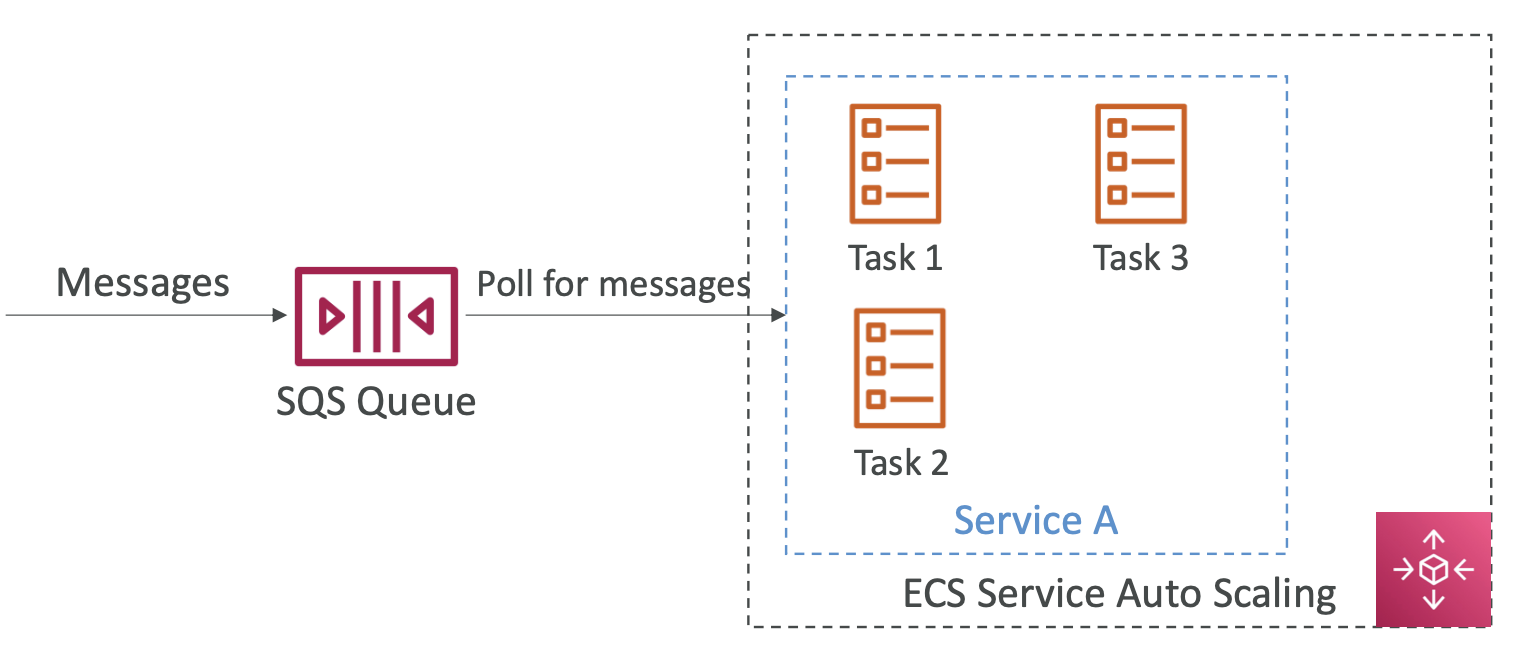 Messages
SQS Queue
Poll for messages
Task 1
Task 3
Task 2
Service A
ECS Service Auto Scaling